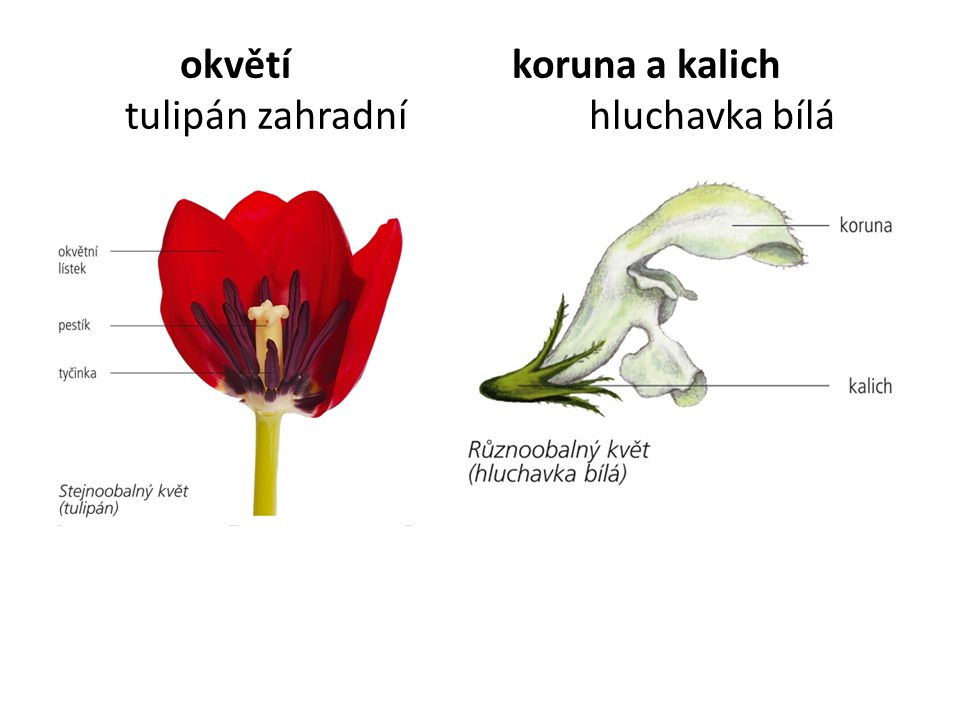 okvětí koruna a kalich
tulipán zahradní hluchavka bílá
okvětní
lístek
pestík
tyčinka
Stejnoobalný květ
(tulipán)
koruna
kalich
Různoobalný květ
(hluchavka bílá)